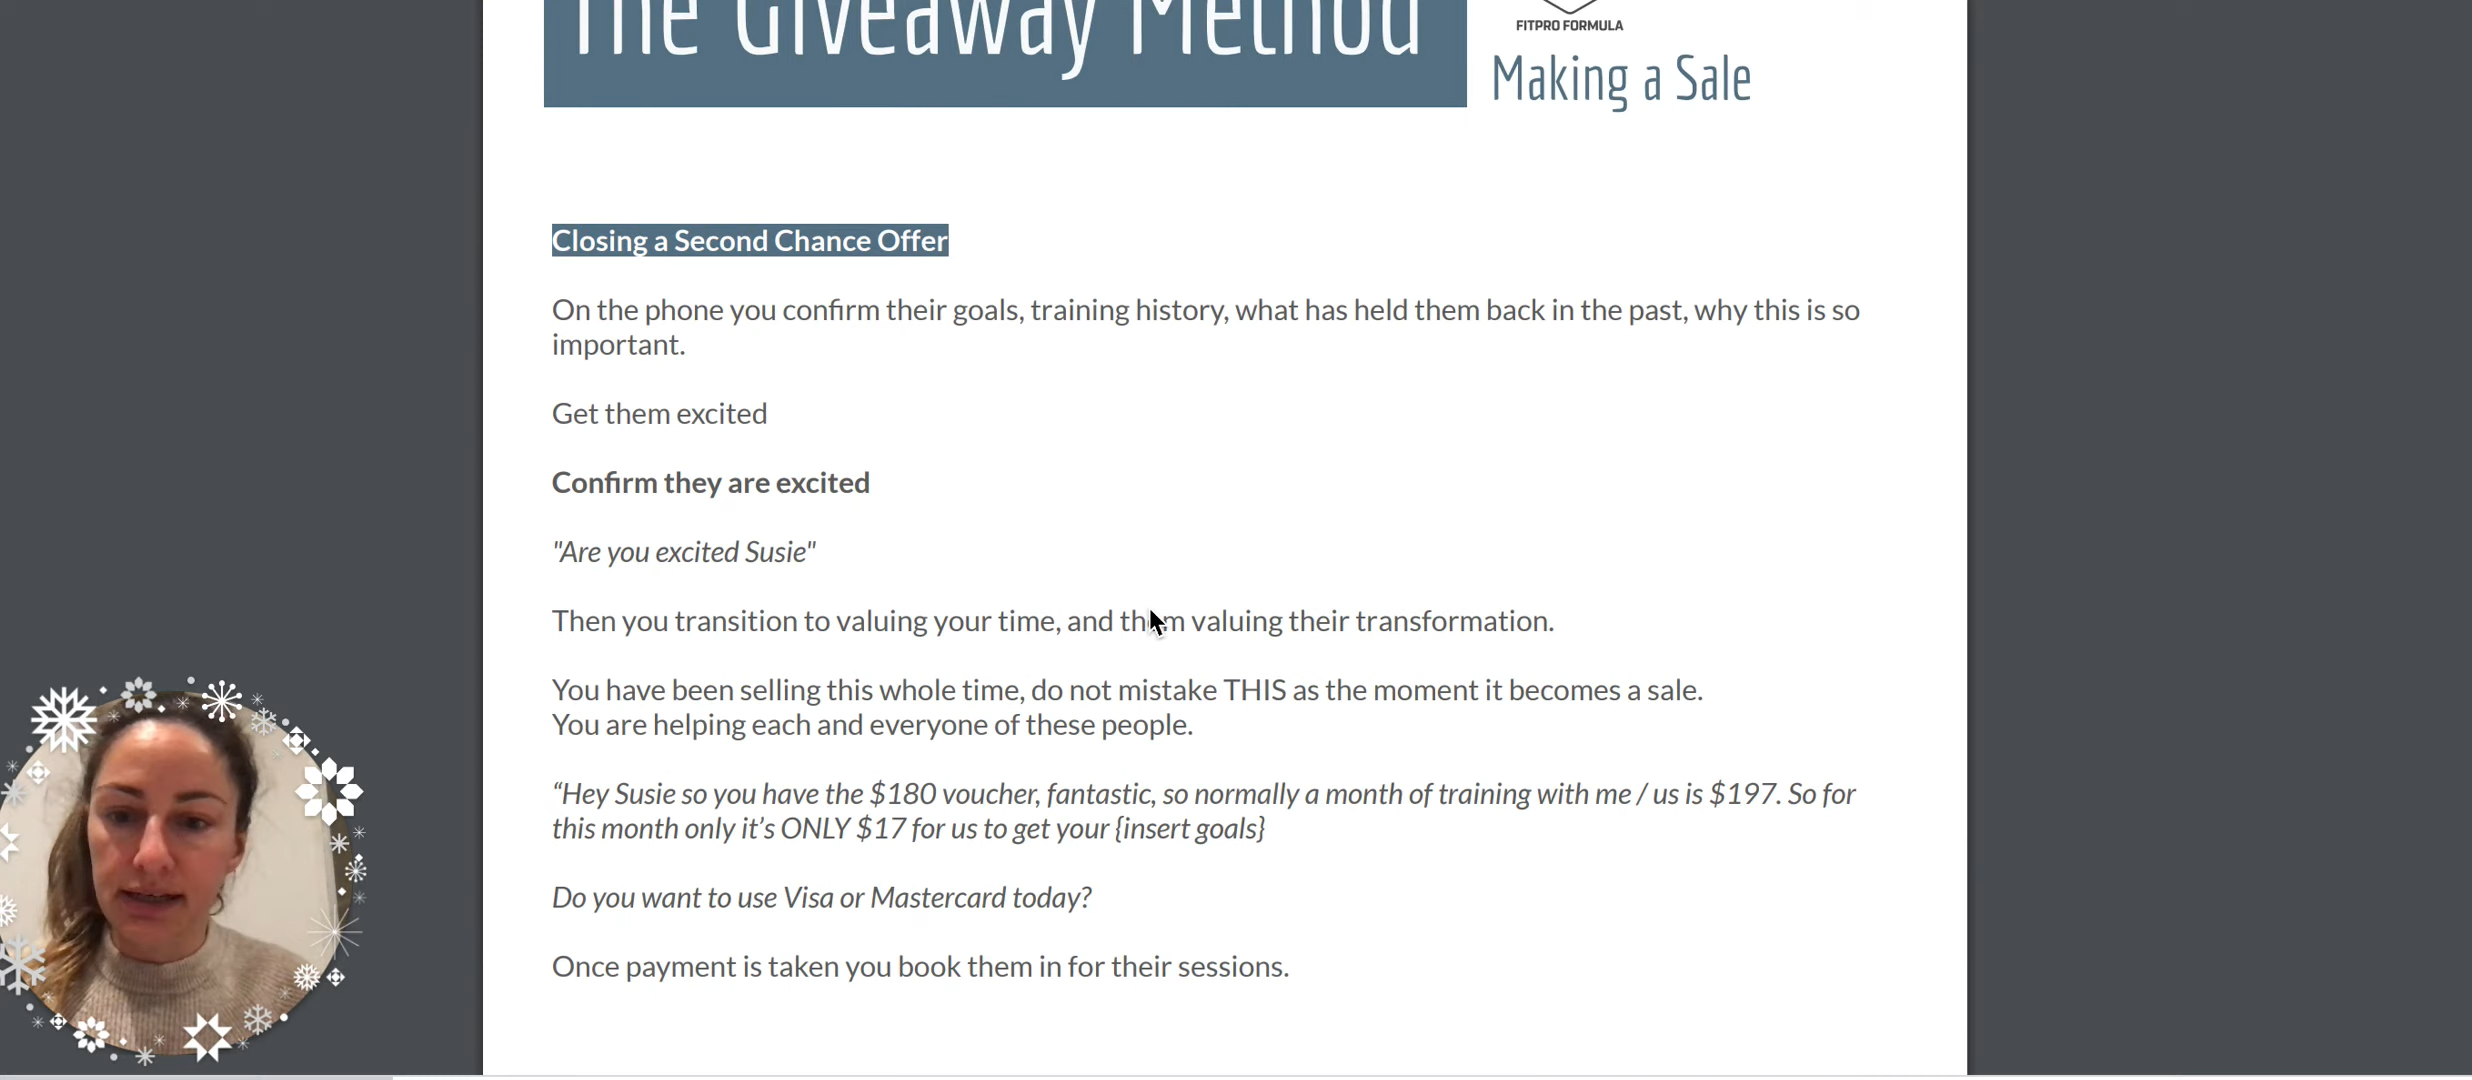 The Giveaway Method
FITPRO FORMULA
Making a Sale
Closing a Second Chance Offer
On the phone you confirm their goals, training history, what has held them back in the past, why this is so
important.
Get them excited
Confirm they are excited
"Are you excited Susie"
Then you transition to valuing your time, and them valuing their transformation.
You have been selling this whole time, do not mistake THIS as the moment it becomes a sale.
You are helping each and everyone of these people.
“Hey Susie so you have the $180 voucher, fantastic, so normally a month of training with me / us is $197. So for
this month only it’s ONLY $17 for us to get your {insert goals}
Do you want to use Visa or Mastercard today?
Once payment is taken you book them in for their sessions.